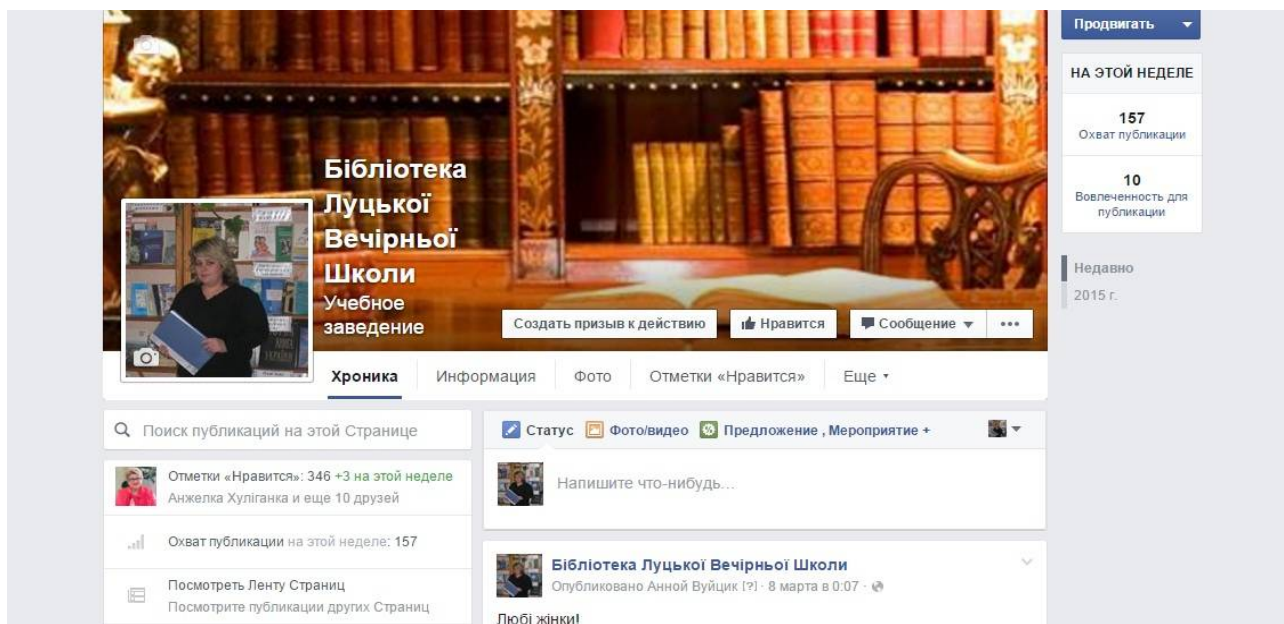 Продвигать
НА ЭТОЙ НЕДЕЛЕ
157
Охват публикации
10
Вовлеченность для
публикации
Недавно
2015 г.
Бібліотека
Луцької
Вечірньої
Школи
Учебное
заведение
Создать призыв к действию
Нравится
Сообщение
Хроника Информация Фото Отметки «Нравится» Еще
Поиск публикаций на этой Странице
Отметки «Нравится»: 346 +3 на этой неделе
Анжелка Хуліганка и еще 10 друзей
Охват публикации на этой неделе: 157
Посмотреть Ленту Страниц
Посмотрите публикации других Страниц
Статус Фото/видео Предложение , Мероприятие +
Напишите что-нибудь...
Бібліотека Луцької Вечірньої Школи
Опубликовано Анной Вуйцик [?] · 8 марта в 0:07 ·
Любі жінки!